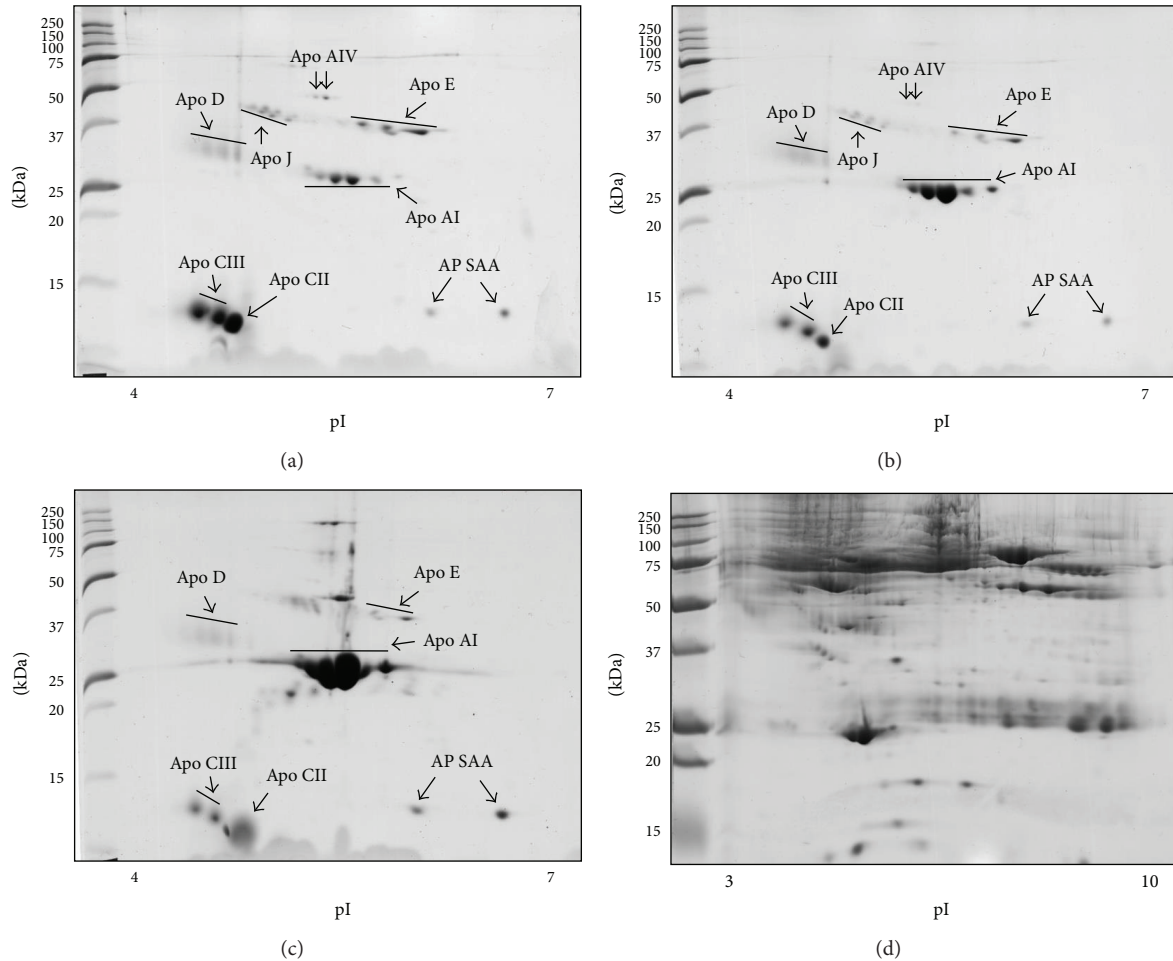 250
150
100
75
50
37
25
20
15
(kDa)
Apo AIV
Apo D
Apo E
Apo J
Apo AI
Apo CIII
Apo CII
AP SAA
4
7
pI
(a)
250
150
100
75
50
37
25
20
15
(kDa)
Apo AIV
Apo E
Apo D
Apo J
Apo AI
Apo CIII
Apo CII
AP SAA
4
7
pI
(b)
250
150
100
75
50
37
25
20
15
(kDa)
Apo D
Apo E
Apo AI
Apo CIII
Apo CII
AP SAA
4
7
pI
(c)
250
150
100
75
50
37
25
20
15
(kDa)
3
10
pI
(d)